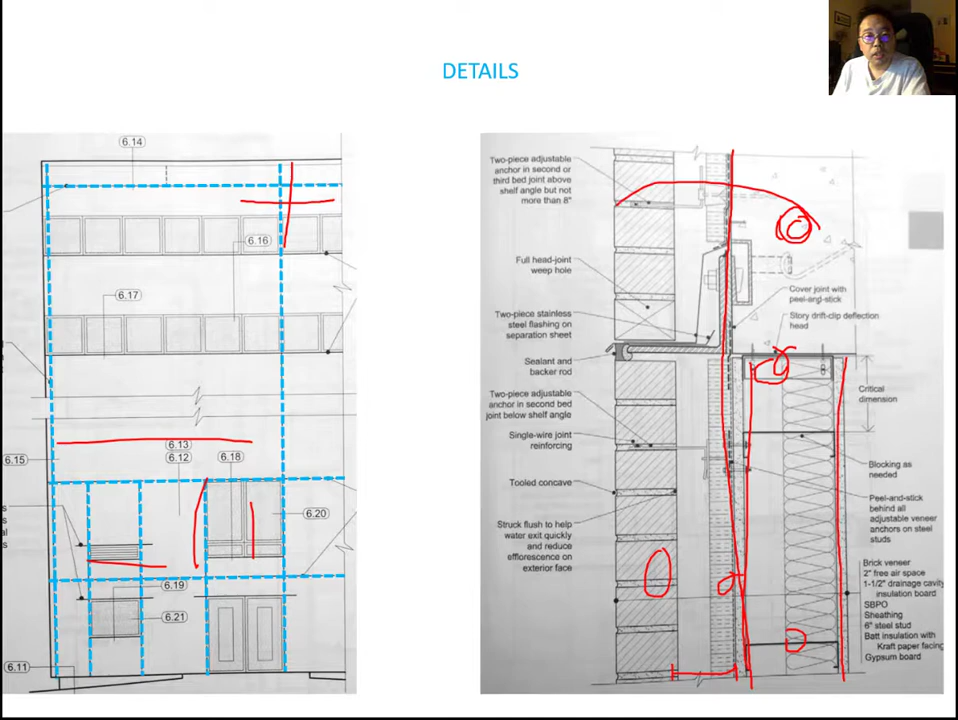 DETAILS
6.14
6.16
6.17
6.13
6.12
6.18
6.15
6.20
6.19
6.21
6.11
Two-piece adjustable
anchor in second or
third bed joint above
shelf angle but not
more than 8"
Full head-joint
weep hole
Two-piece stainless
steel flashing on
separation sheet
Sealant and
backer rod
Two-piece adjustable
anchor in second bed
joint below shelf angle
Single-wire joint
reinforcing
Tooled concave
Struck flush to help
water exit quickly
and reduce
efflorescence on
exterior face
Cover joint with
peel-and-stick
Story drift-clip deflection
head
Critical
dimension
Blocking as
needed
Peel-and-stick
behind all
adjustable veneer
anchors on steel
studs
Brick veneer
2" free air space
1-1/2" drainage cavity
insulation board
SBPO
Sheathing
6" steel stud
Batt insulation with
Kraft paper facing
Gypsum board